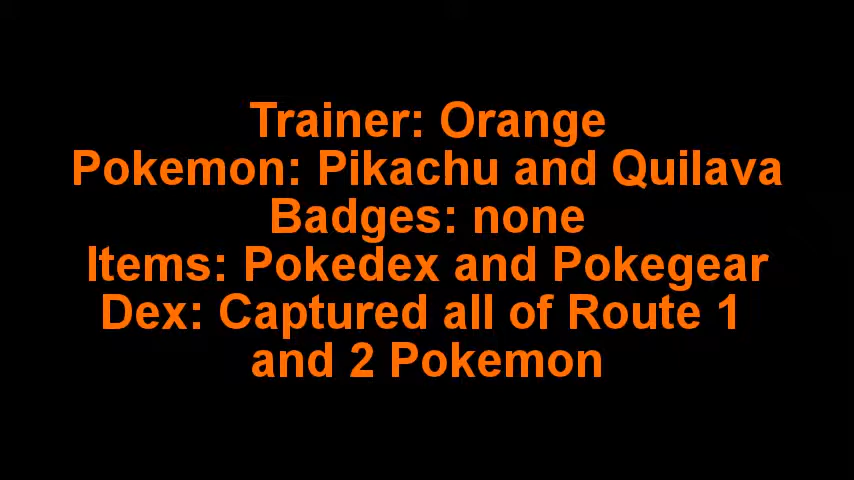 Trainer: Orange
Pokemon: Pikachu and Quilava
Badges: none
Items: Pokedex and Pokegear
Dex: Captured all of Route 1
and 2 Pokemon